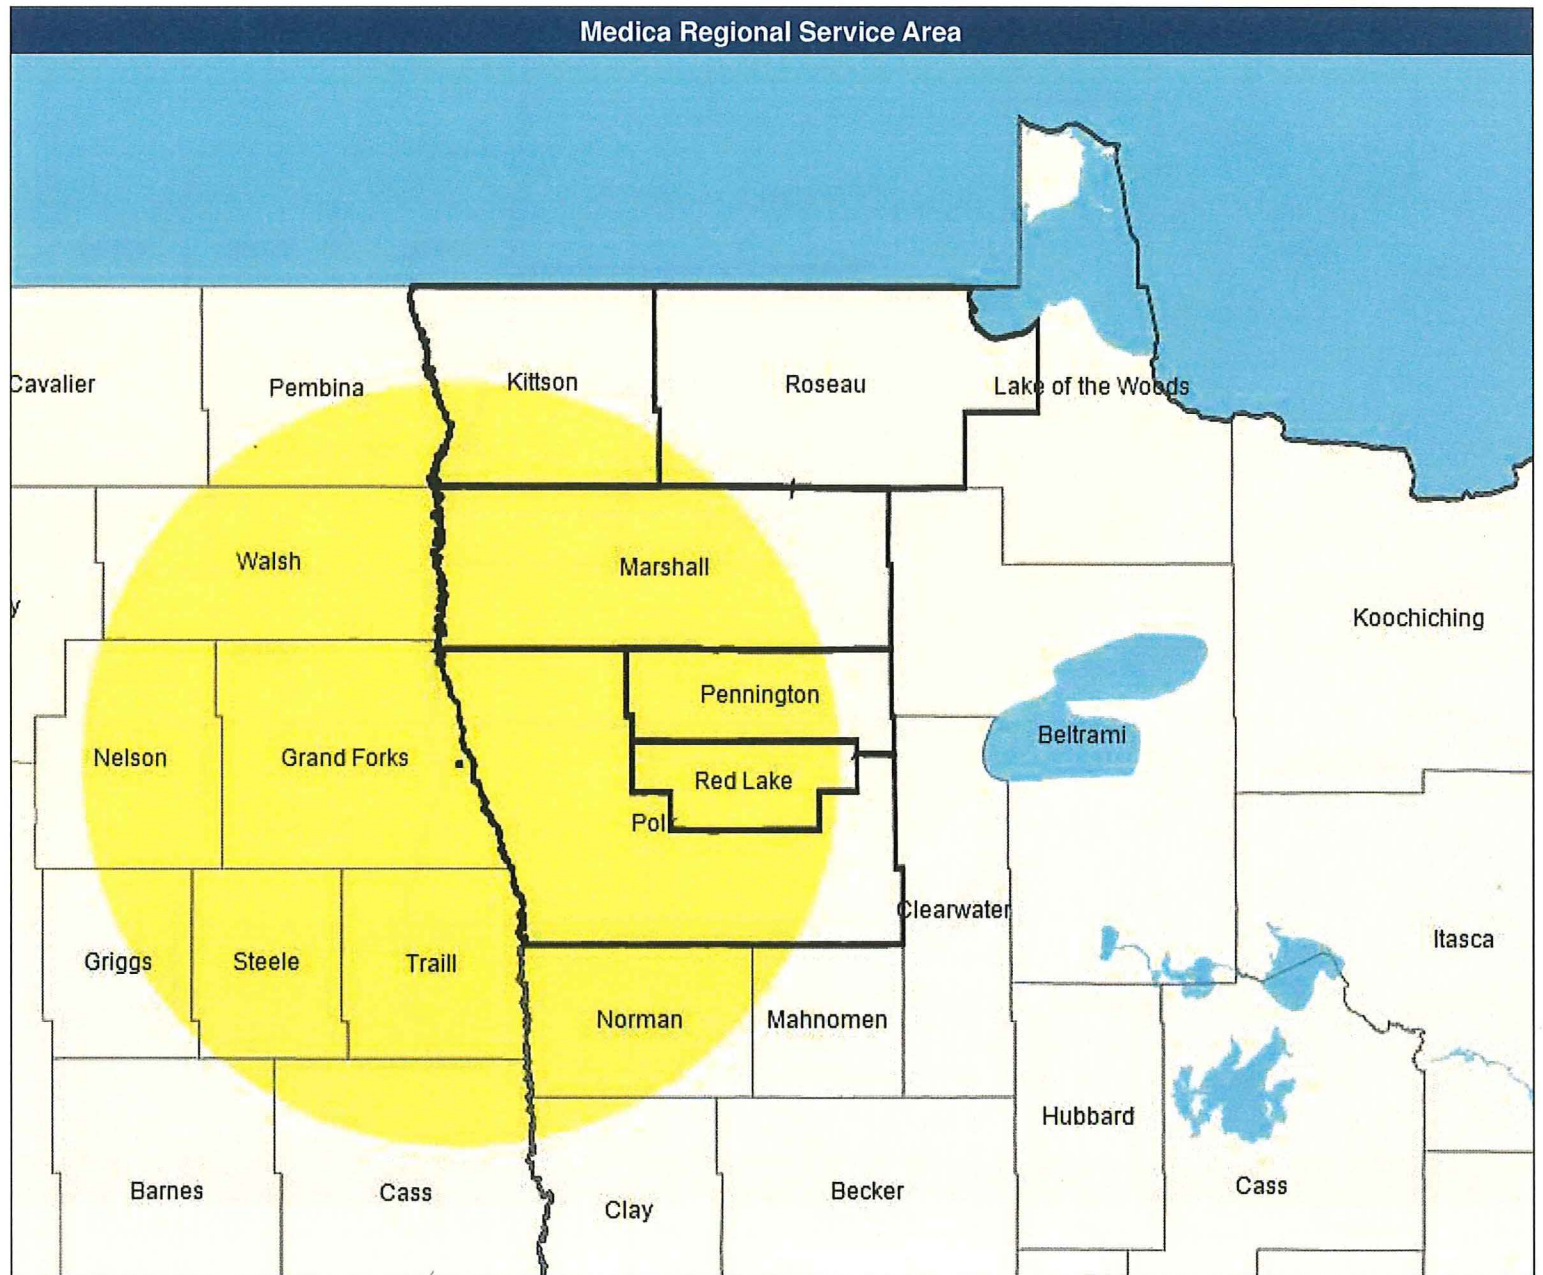 Medica Regional Service Area
Cavalier
Pembina
Kittson
Roseau
Lake of the Woods
Walsh
Marshall
y
Koochiching
Pennington
Beltrami
Nelson
Grand Forks
Red Lake
Polk
Clearwater
Itasca
Griggs
Steele
Traill
Norman
Mahnomen
Hubbard
Barnes
Cass
Clay
Becker
Cass